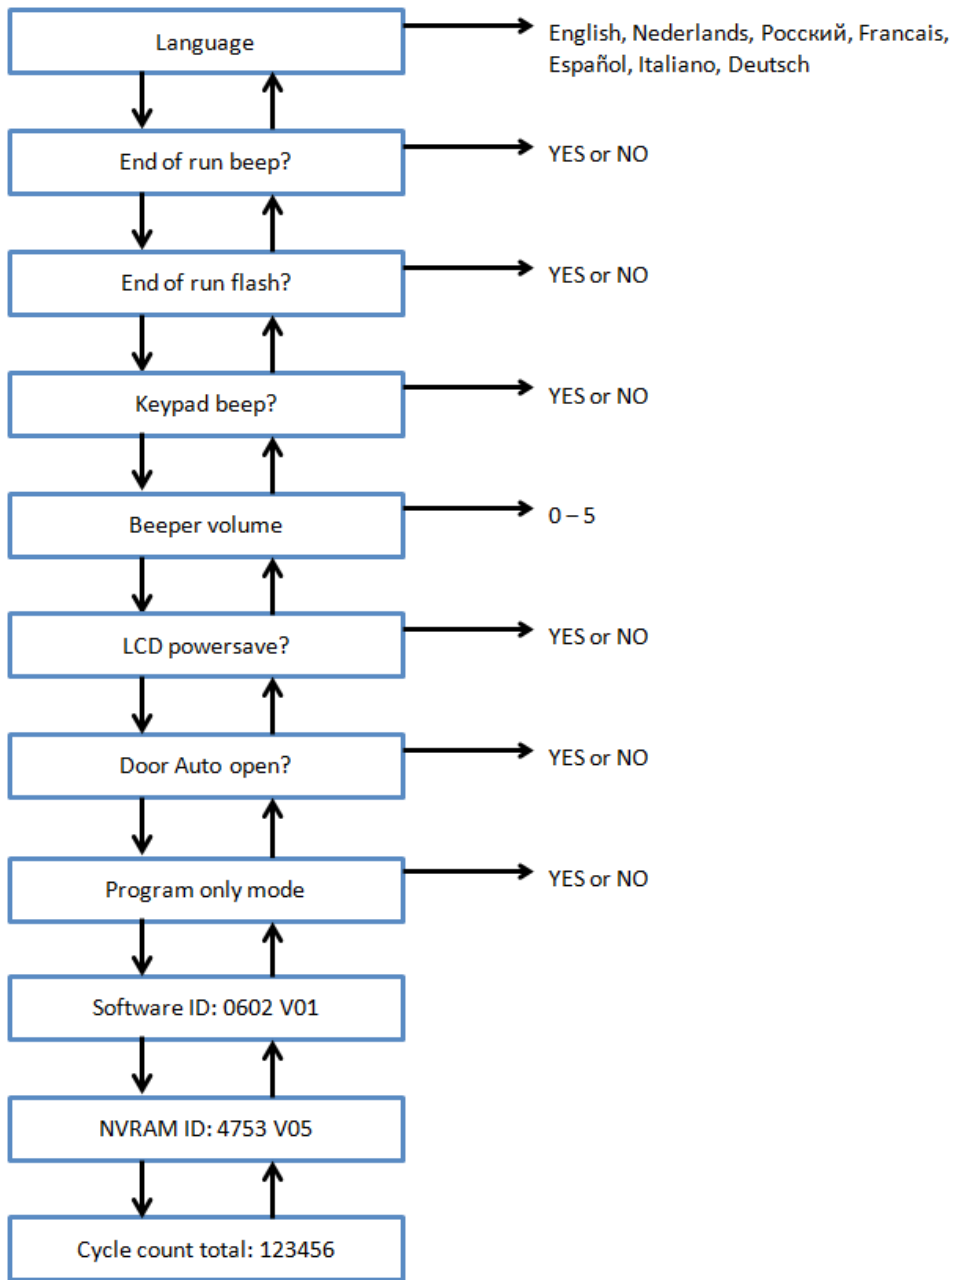 Language
English, Nederlands, Росский, Francais,
Español, Italiano, Deutsch
End of run beep?
YES or NO
End of run flash?
YES or NO
Keypad beep?
YES or NO
Beeper volume
0 – 5
LCD powersave?
YES or NO
Door Auto open?
YES or NO
Program only mode
YES or NO
Software ID: 0602 V01
NVRAM ID: 4753 V05
Cycle count total: 123456